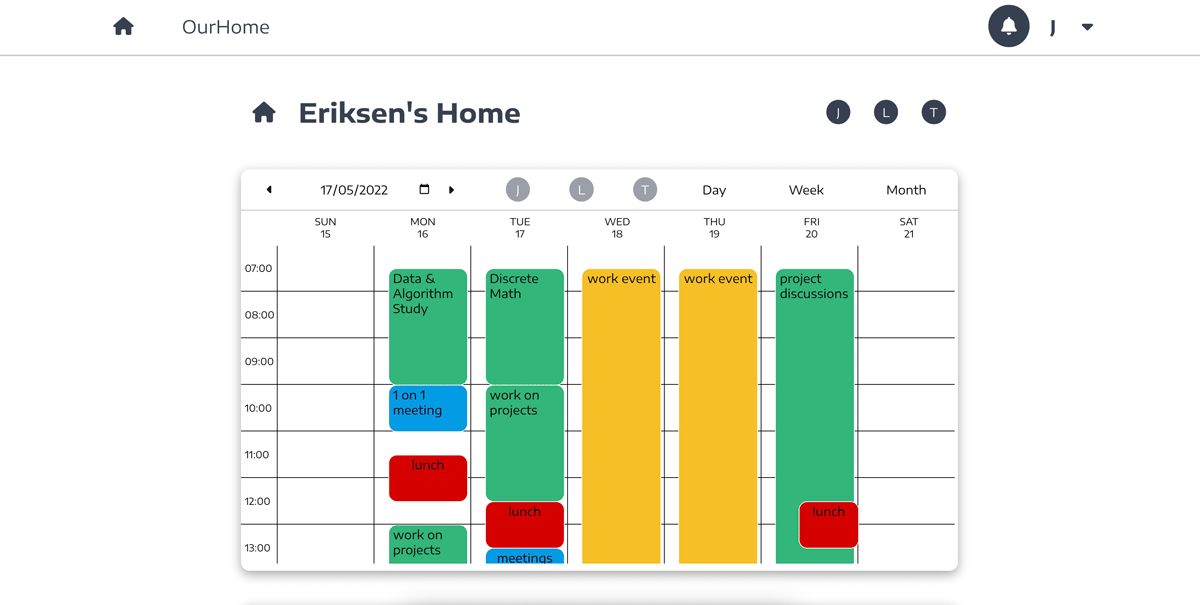 OurHome
J
Eriksen's Home
J L T
17/05/2022 J L T Day Week Month
SUN MON TUE WED THU FRI SAT
15 16 17 18 19 20 21
07:00
Data &
Algorithm
Study
Discrete
Math
work event
work event
project
discussions
08:00
09:00
10:00
1 on 1
meeting
work on
projects
11:00
lunch
12:00
lunch
lunch
13:00
work on
projects
meetings